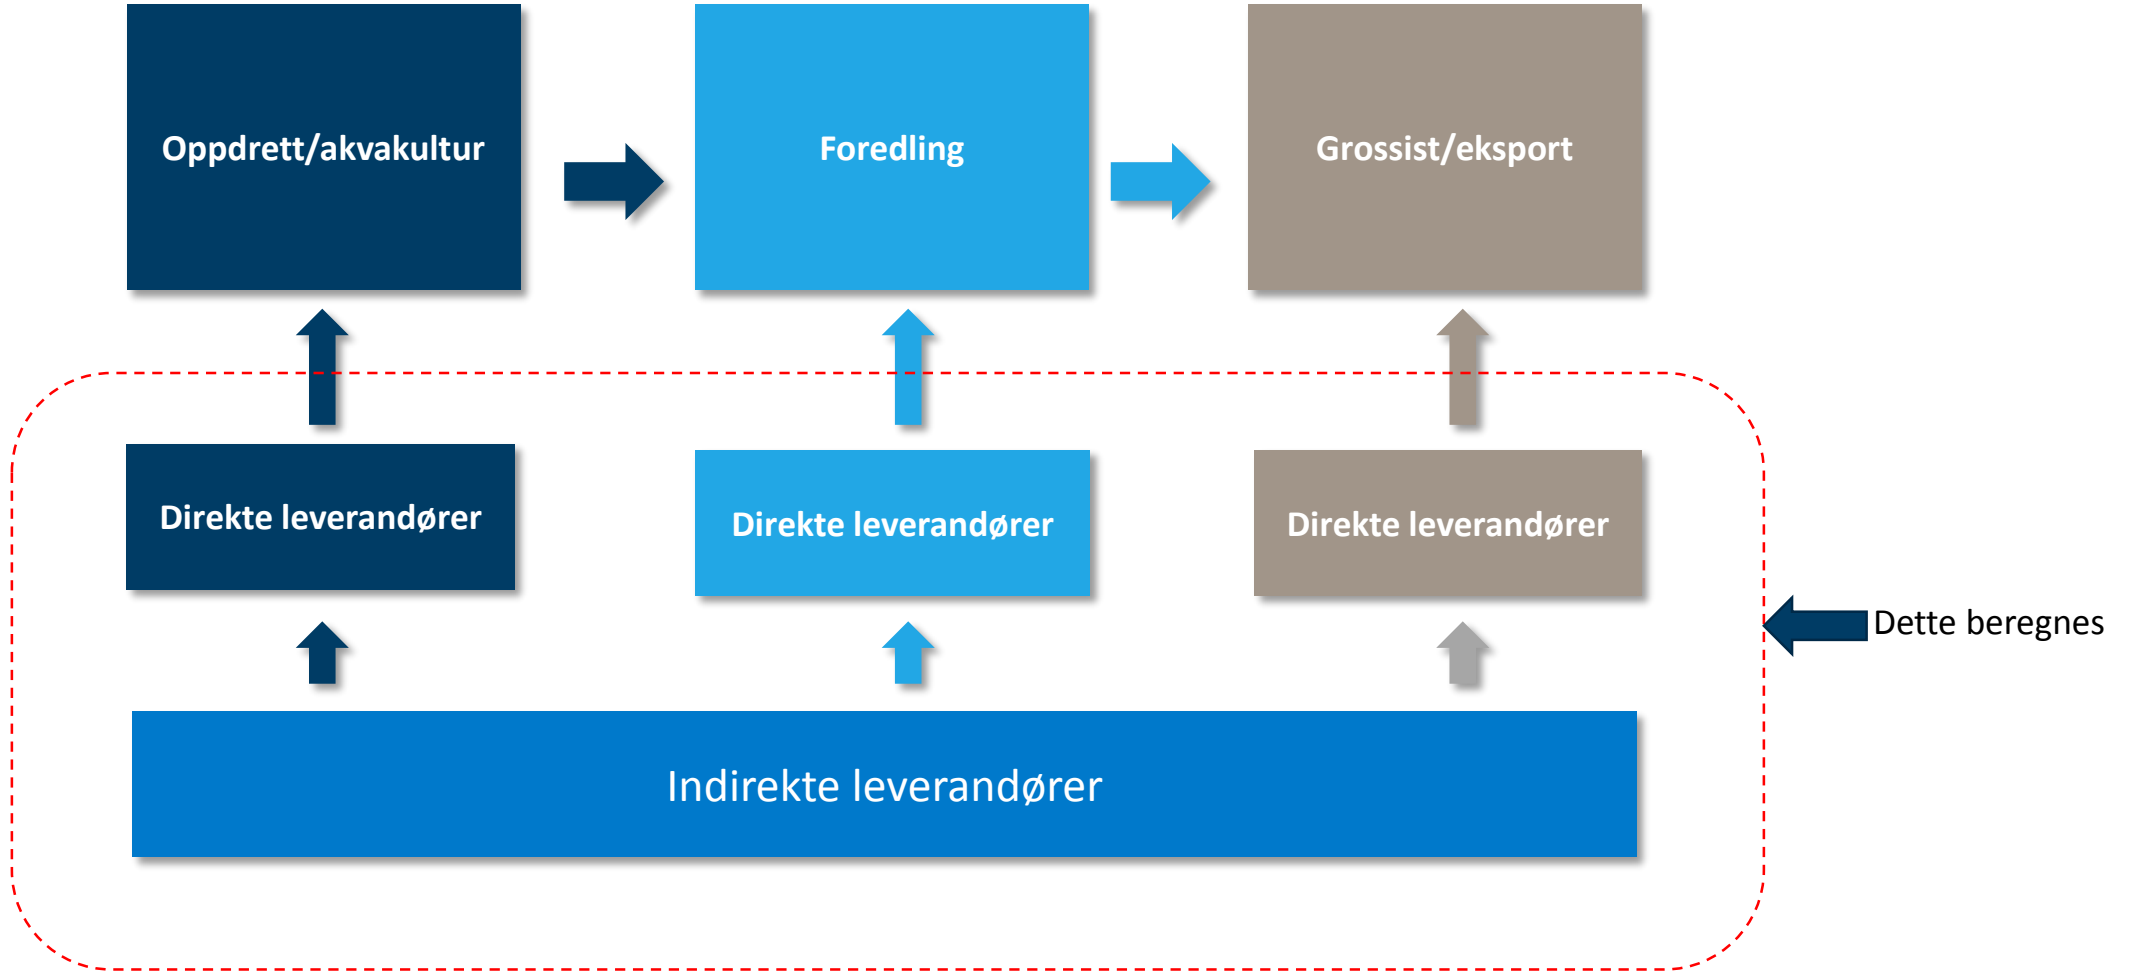 Oppdrett/akvakultur
Foredling
Grossist/eksport
Direkte leverandører
Direkte leverandører
Direkte leverandører
Dette beregnes
Indirekte leverandører